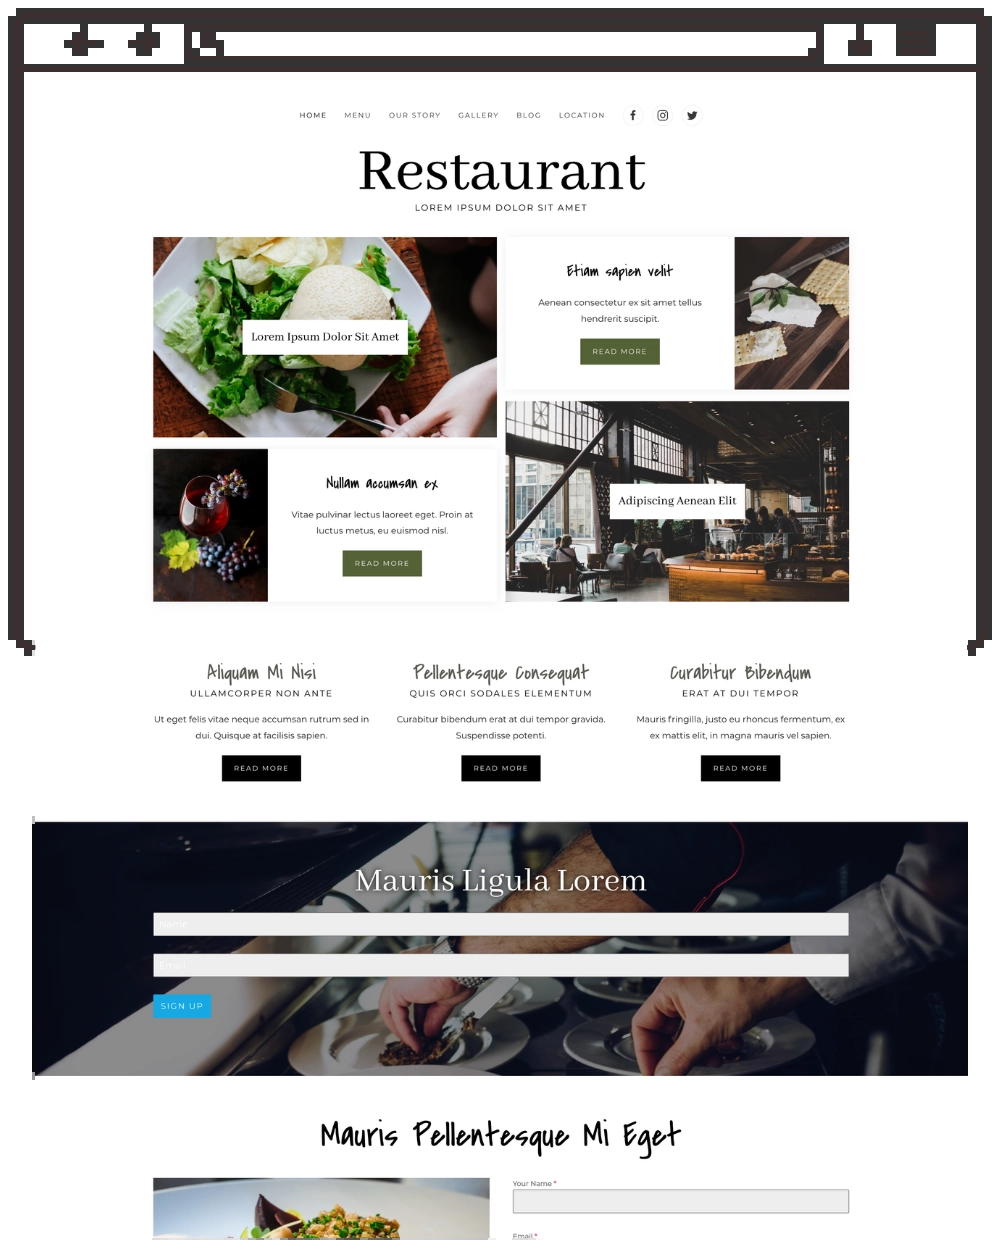 HOME MENU OUR STORY GALLERY BLOG LOCATION
Restaurant
LOREM IPSUM DOLOR SIT AMET
Lorem Ipsum Dolor Sit Amet
Etiam sapien velit
Aenean consectetur ex sit amet tellus
hendrerit suscipit.
READ MORE
Nullam accumsan ex
Vitae pulvinar lectus laoreet eget. Proin at
luctus metus, eu euismod nisl.
READ MORE
Adipiscing Aenean Elit
Aliquam Mi Nisi
ULLAMCORPER NON ANTE
Ut eget felis vitae neque accumsan rutrum sed in
dui. Quisque at facilisis sapien.
READ MORE
Pellentesque Consequat
QUIS ORCI SODALES ELEMENTUM
Curabitur bibendum erat at dui tempor gravida.
Suspendisse potenti.
READ MORE
Curabitur Bibendum
ERAT AT DUI TEMPOR
Mauris fringilla, justo eu rhoncus fermentum, ex
ex mattis elit, in magna mauris vel sapien.
READ MORE
Mauris Ligula Lorem
Name
Email
SIGN UP
Mauris Pellentesque Mi Eget
Your Name *
Email *